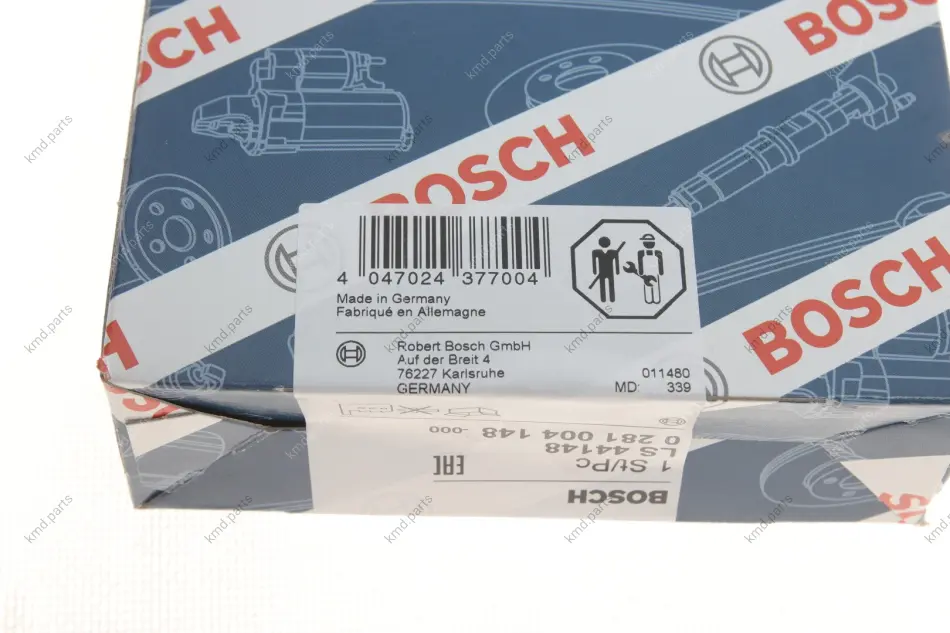 BOSCH
BOSCH
BOSCH
BOSCH
4 047024 377004
Made in Germany
Fabriqué en Allemagne
Robert Bosch GmbH
Auf der Breit 4
76227 Karlsruhe
GERMANY
011480
MD: 339
0 281 004 148 -000
LS 44148
1 St/Pc
EAC
BOSCH
kmd.parts